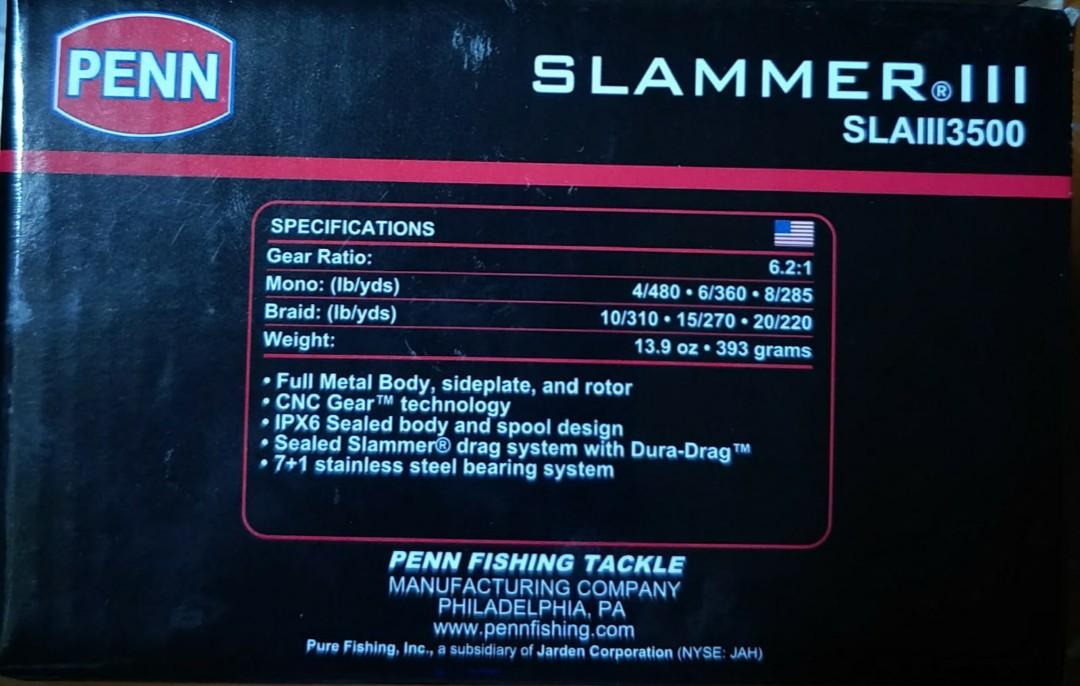 PENN
SLAMMER®III
SLAIII3500
SPECIFICATIONS
Gear Ratio: 6.2:1
Mono: (lb/yds) 4/480 • 6/360 • 8/285
Braid: (lb/yds) 10/310 • 15/270 • 20/220
Weight: 13.9 oz • 393 grams
• Full Metal Body, sideplate, and rotor
• CNC Gear™ technology
• IPX6 Sealed body and spool design
• Sealed Slammer® drag system with Dura-Drag™
• 7+1 stainless steel bearing system
PENN FISHING TACKLE
MANUFACTURING COMPANY
PHILADELPHIA, PA
www.pennfishing.com
Pure Fishing, Inc., a subsidiary of Jarden Corporation (NYSE: JAH)